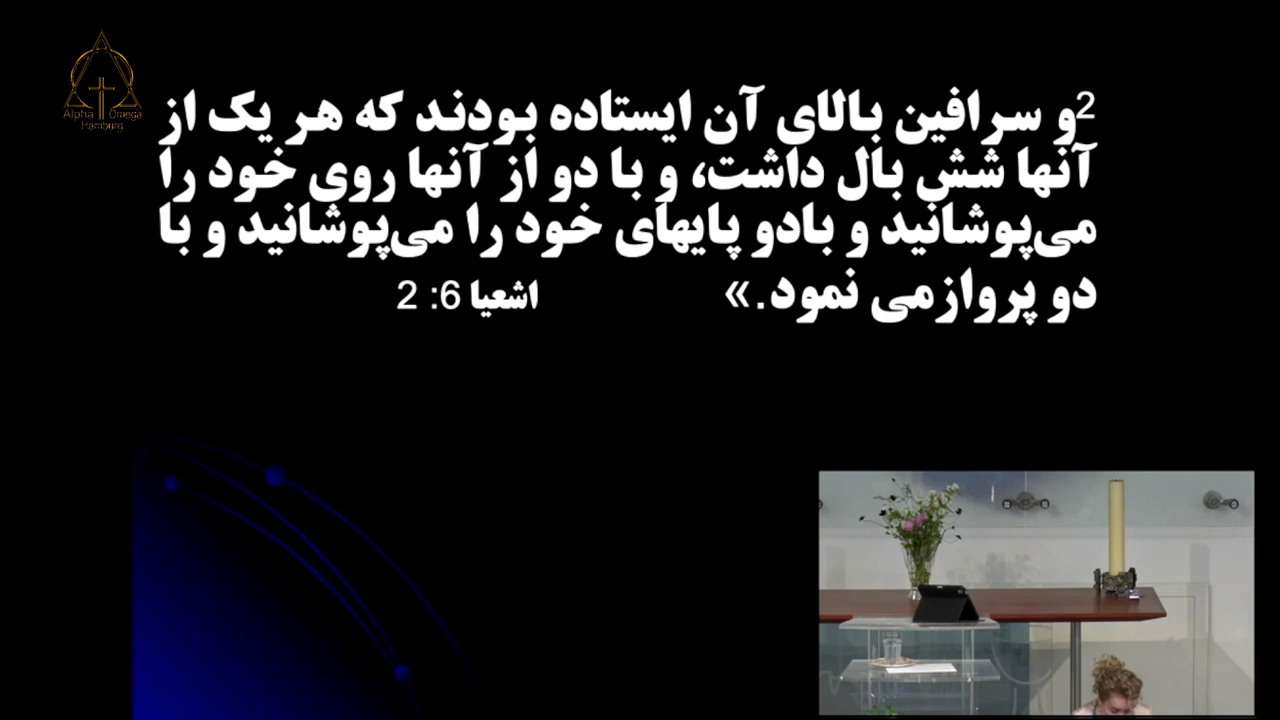 Alpha Omega
Hamburg
2و سرافین بالای آن ایستاده بودند که هر یک از
آنها شش بال داشت، و با دو از آنها روی خود را
می‌پوشانید و بادو پایهای خود را می‌پوشانید و با
دو پروازمی نمود.» اشعیا 6: 2